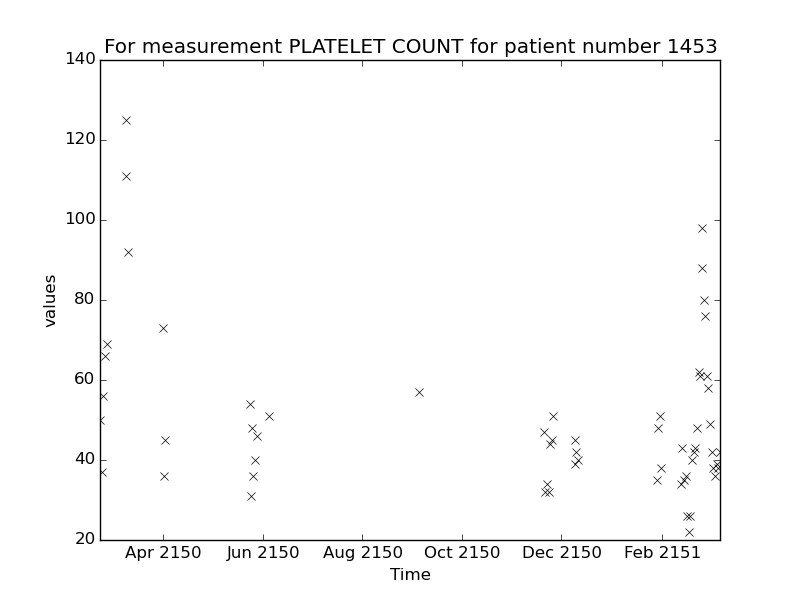 For measurement PLATELET COUNT for patient number 1453
140
120
100
80
60
40
20
values
Apr 2150 Jun 2150 Aug 2150 Oct 2150 Dec 2150 Feb 2151
Time